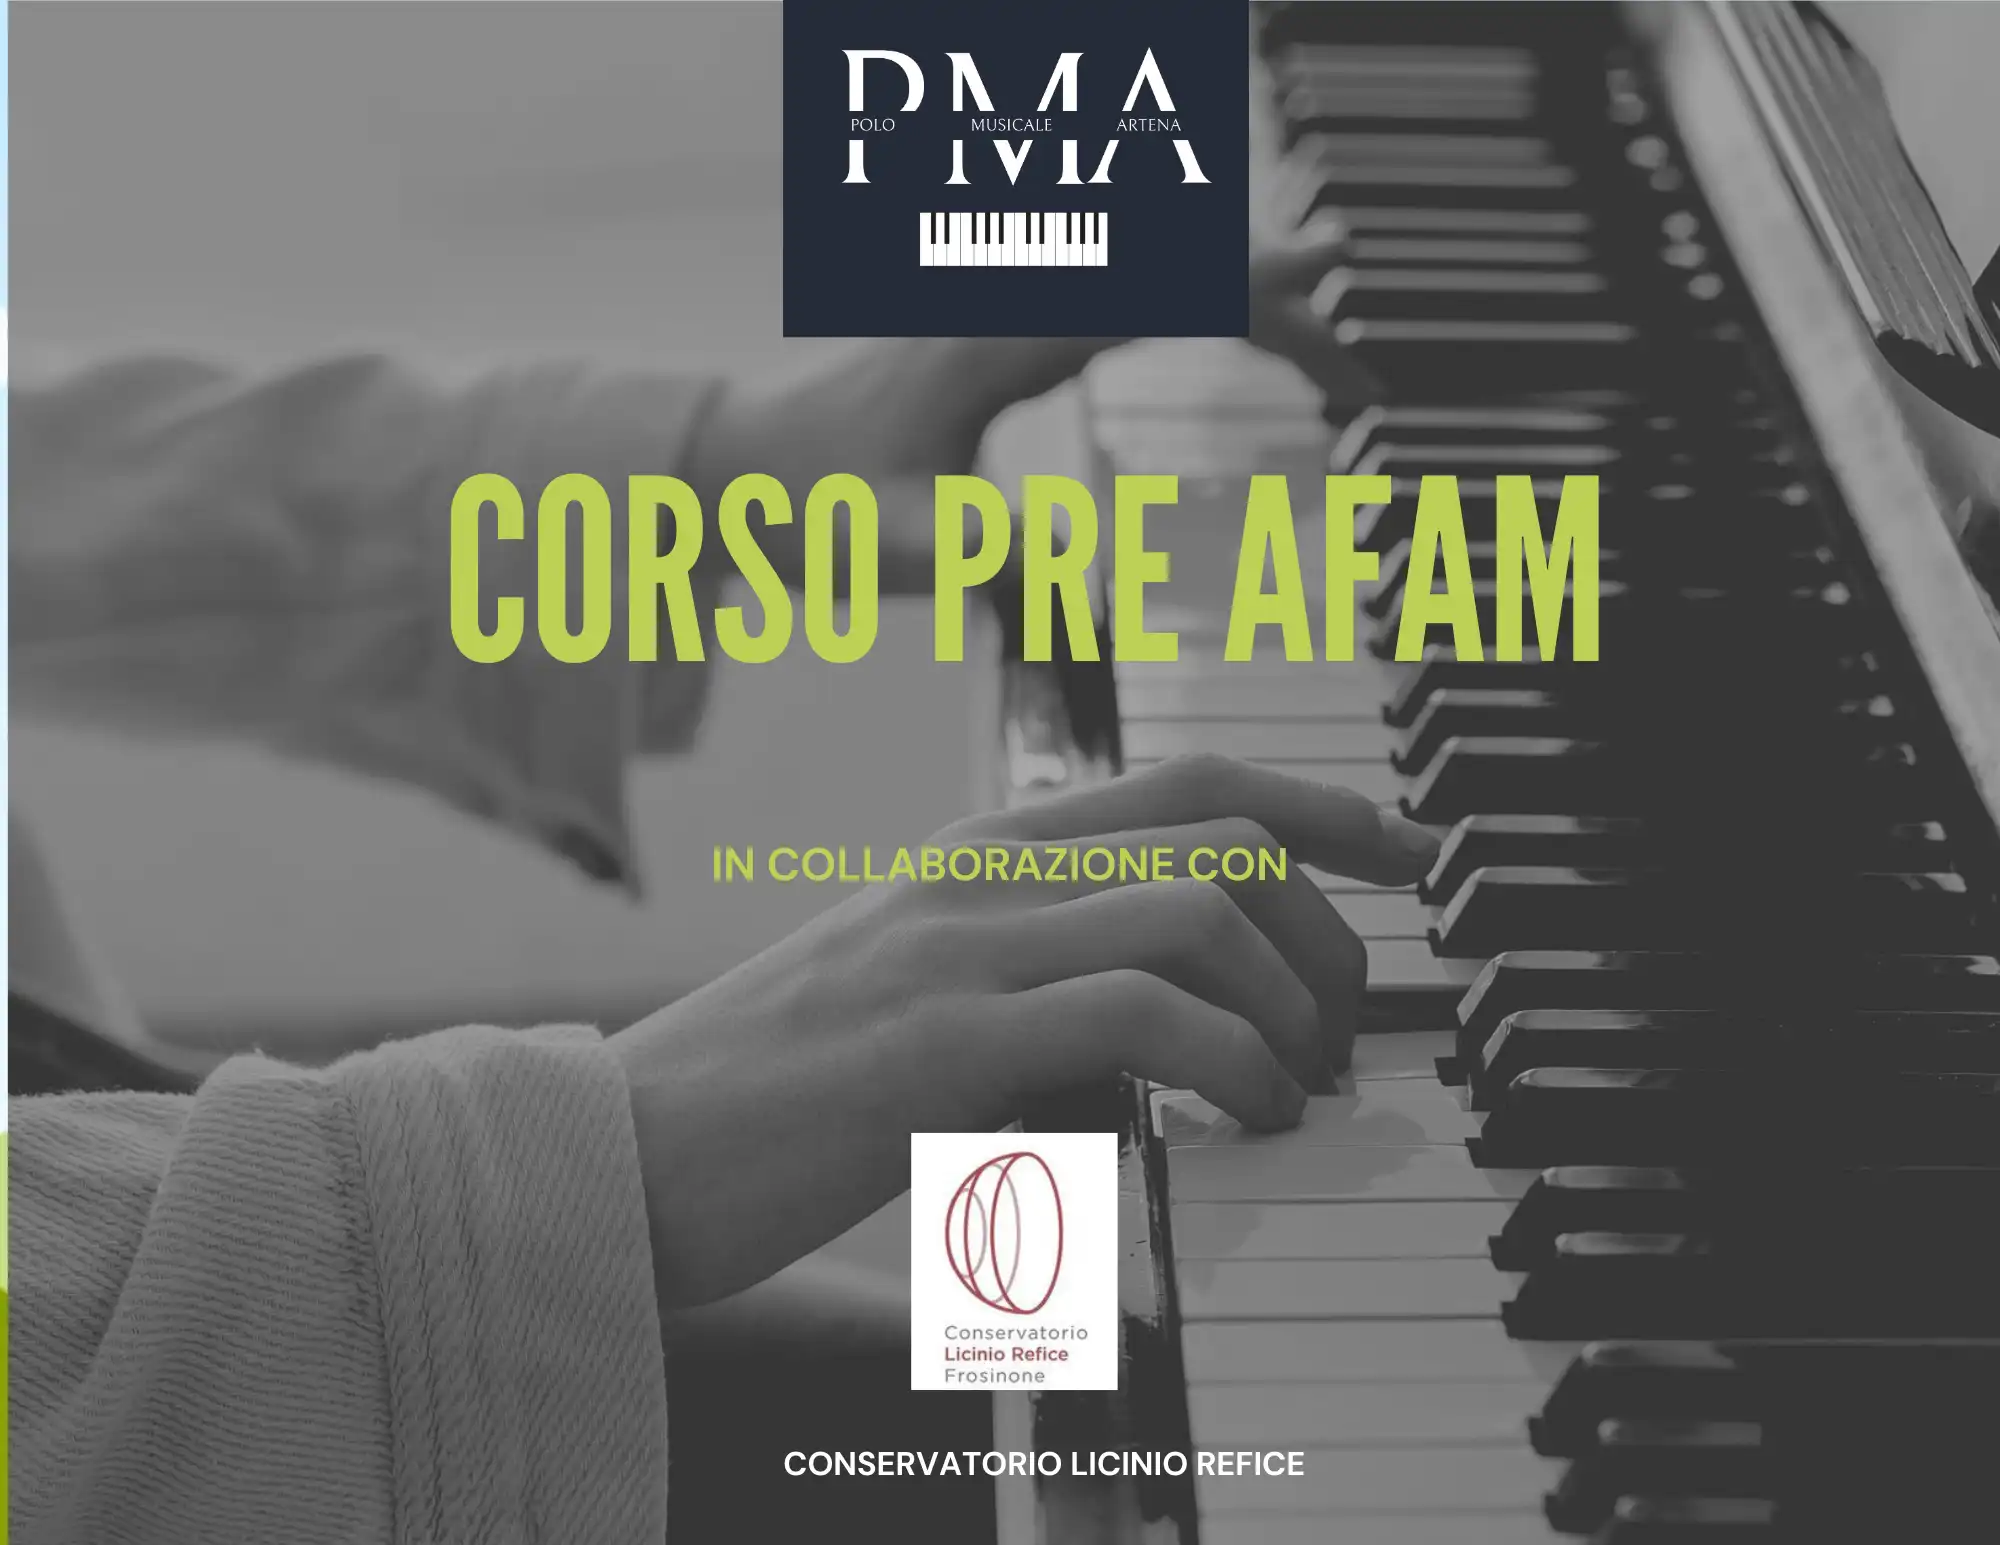 PMA
POLO MUSICALE ARTENA
CORSO PRE AFAM
IN COLLABORAZIONE CON
Conservatorio
Licinio Refice
Frosinone
CONSERVATORIO LICINIO REFICE